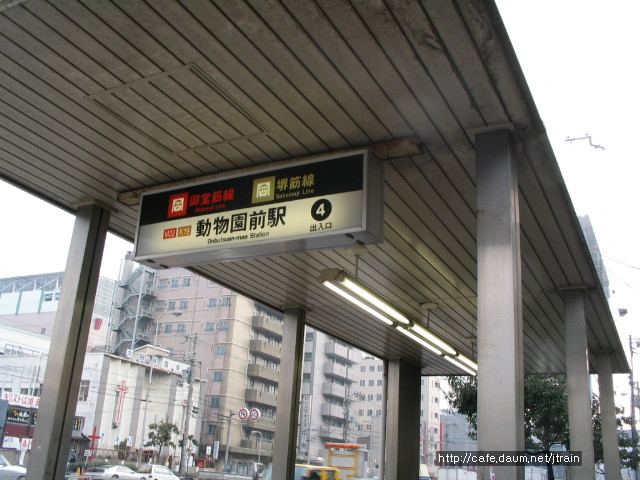 御堂筋線
Midosuji Line
堺筋線
Sakaisuji Line
M22 K19 動物園前駅
Dobutsuen-mae Station
4
出入口
http://cafe.daum.net/jtrain